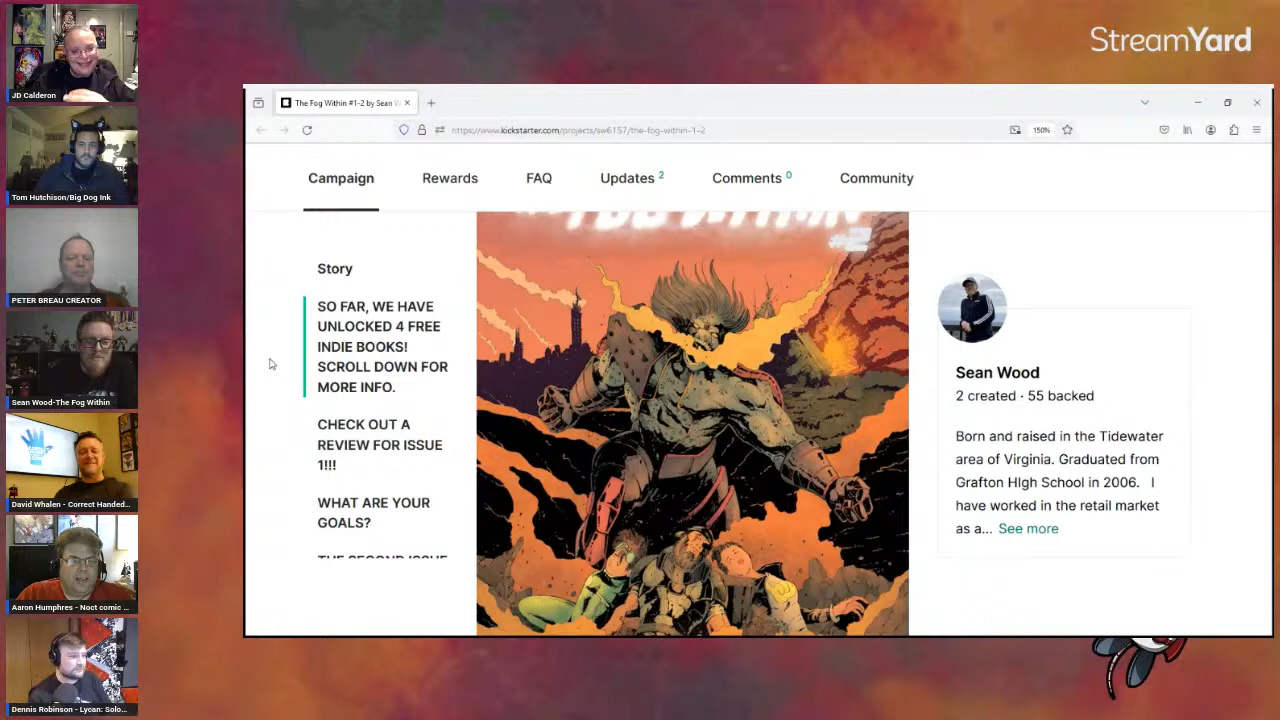 StreamYard
JD Calderon
Tom Hutchison/Big Dog Ink
PETER BREAU CREATOR
Sean Wood-The Fog Within
David Whalen - Correct Handed...
Aaron Humphres - Noct comic ...
Dennis Robinson - Lycan: Solo...
The Fog Within #1-2 by Sean W
https://www.kickstarter.com/projects/sw6157/the-fog-within-1-2
150%
Campaign
Rewards
FAQ
Updates 2
Comments 0
Community
Story
SO FAR, WE HAVE
UNLOCKED 4 FREE
INDIE BOOKS!
SCROLL DOWN FOR
MORE INFO.
CHECK OUT A
REVIEW FOR ISSUE
1!!!
WHAT ARE YOUR
GOALS?
THE SECOND ISSUE
FOG WITHIN
Sean Wood
2 created · 55 backed
Born and raised in the Tidewater
area of Virginia. Graduated from
Grafton HIgh School in 2006. I
have worked in the retail market
as a... See more